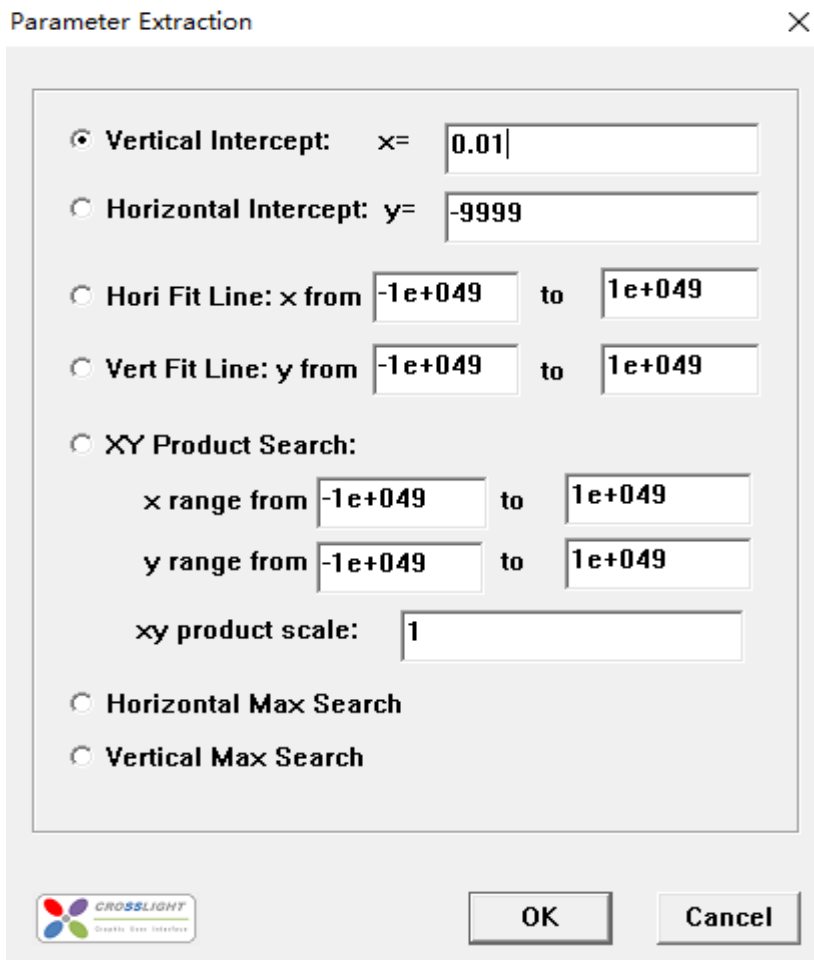 Parameter Extraction
Vertical Intercept: x= 0.01
Horizontal Intercept: y= -9999
Hori Fit Line: x from -1e+049 to 1e+049
Vert Fit Line: y from -1e+049 to 1e+049
XY Product Search:
x range from -1e+049 to 1e+049
y range from -1e+049 to 1e+049
xy product scale: 1
Horizontal Max Search
Vertical Max Search
CROSSLIGHT
Graphic User Interface
OK Cancel